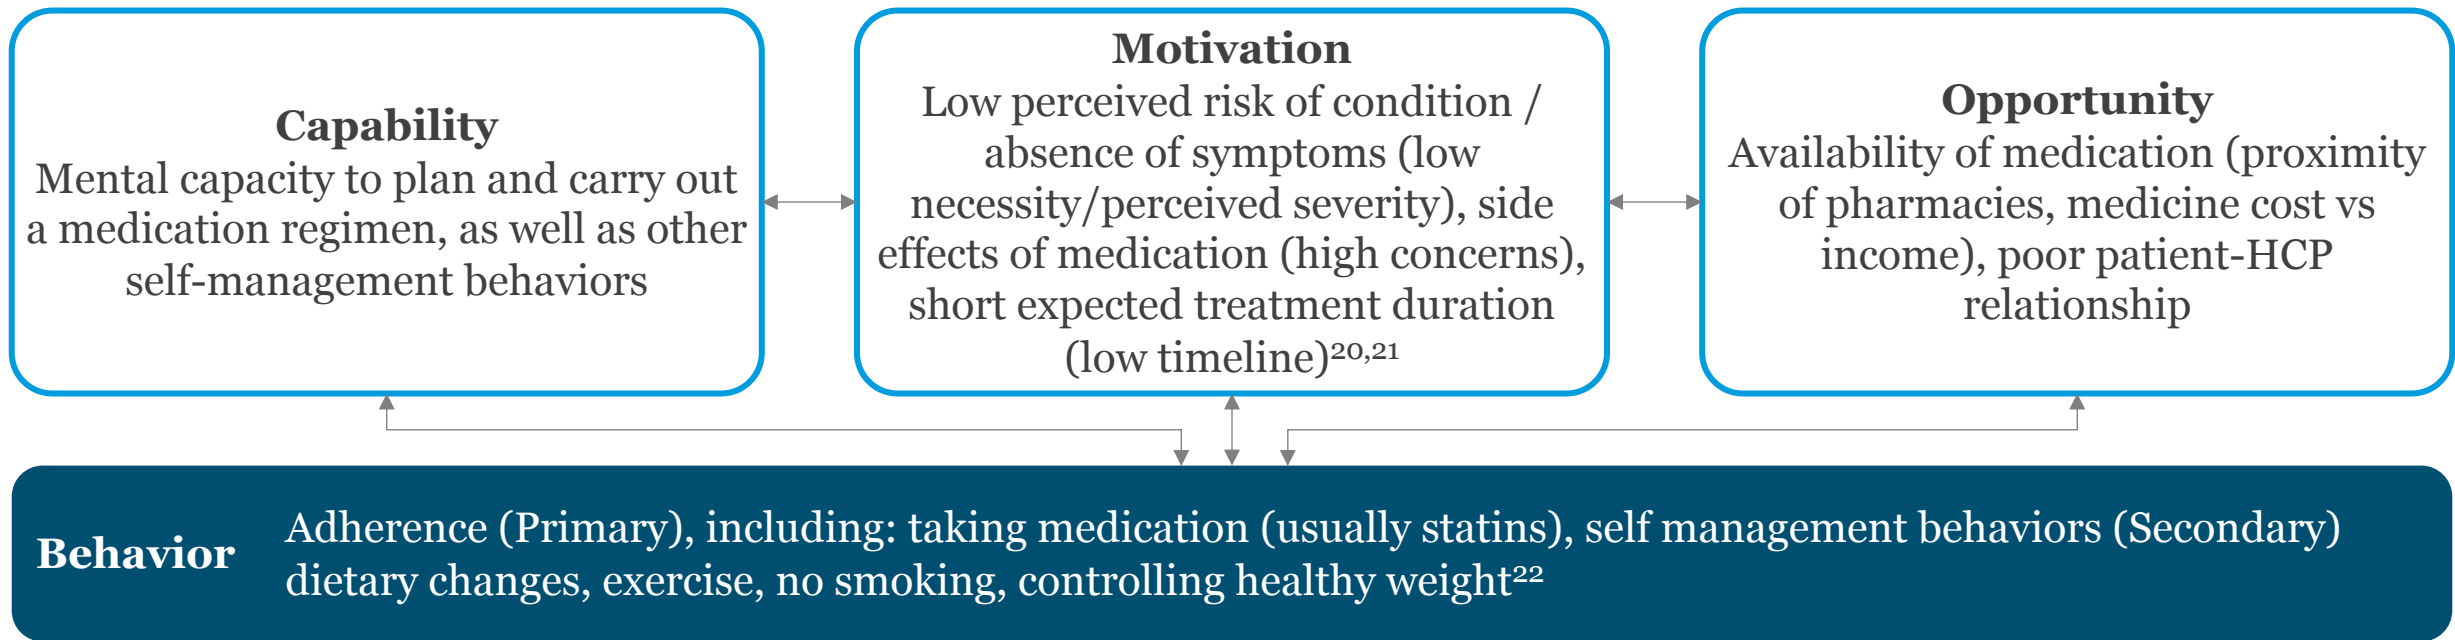 Capability
Mental capacity to plan and carry out
a medication regimen, as well as other
self-management behaviors
Motivation
Low perceived risk of condition /
absence of symptoms (low
necessity/perceived severity), side
effects of medication (high concerns),
short expected treatment duration
(low timeline)20,21
Opportunity
Availability of medication (proximity
of pharmacies, medicine cost vs
income), poor patient-HCP
relationship
Behavior
Adherence (Primary), including: taking medication (usually statins), self management behaviors (Secondary)
dietary changes, exercise, no smoking, controlling healthy weight22